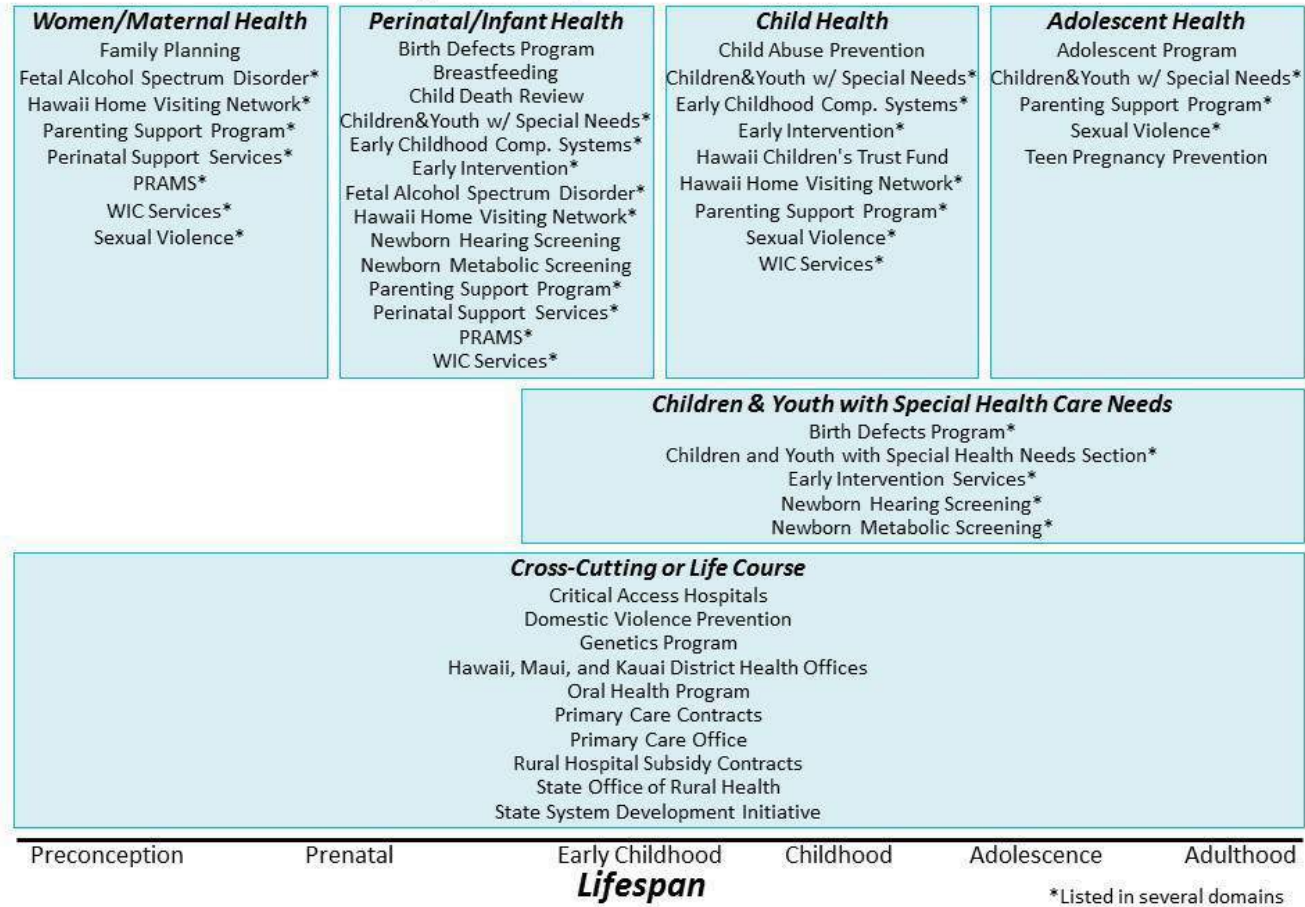 Women/Maternal Health
Family Planning
Fetal Alcohol Spectrum Disorder*
Hawaii Home Visiting Network*
Parenting Support Program*
Perinatal Support Services*
PRAMS*
WIC Services*
Sexual Violence*
Perinatal/Infant Health
Birth Defects Program
Breastfeeding
Child Death Review
Children&Youth w/ Special Needs*
Early Childhood Comp. Systems*
Early Intervention*
Fetal Alcohol Spectrum Disorder*
Hawaii Home Visiting Network*
Newborn Hearing Screening
Newborn Metabolic Screening
Parenting Support Program*
Perinatal Support Services*
PRAMS*
WIC Services*
Child Health
Child Abuse Prevention
Children&Youth w/ Special Needs*
Early Childhood Comp. Systems*
Early Intervention*
Hawaii Children's Trust Fund
Hawaii Home Visiting Network*
Parenting Support Program*
Sexual Violence*
WIC Services*
Adolescent Health
Adolescent Program
Children&Youth w/ Special Needs*
Parenting Support Program*
Sexual Violence*
Teen Pregnancy Prevention
Children & Youth with Special Health Care Needs
Birth Defects Program*
Children and Youth with Special Health Needs Section*
Early Intervention Services*
Newborn Hearing Screening*
Newborn Metabolic Screening*
Cross-Cutting or Life Course
Critical Access Hospitals
Domestic Violence Prevention
Genetics Program
Hawaii, Maui, and Kauai District Health Offices
Oral Health Program
Primary Care Contracts
Primary Care Office
Rural Hospital Subsidy Contracts
State Office of Rural Health
State System Development Initiative
Preconception Prenatal Early Childhood Childhood Adolescence Adulthood
Lifespan
*Listed in several domains